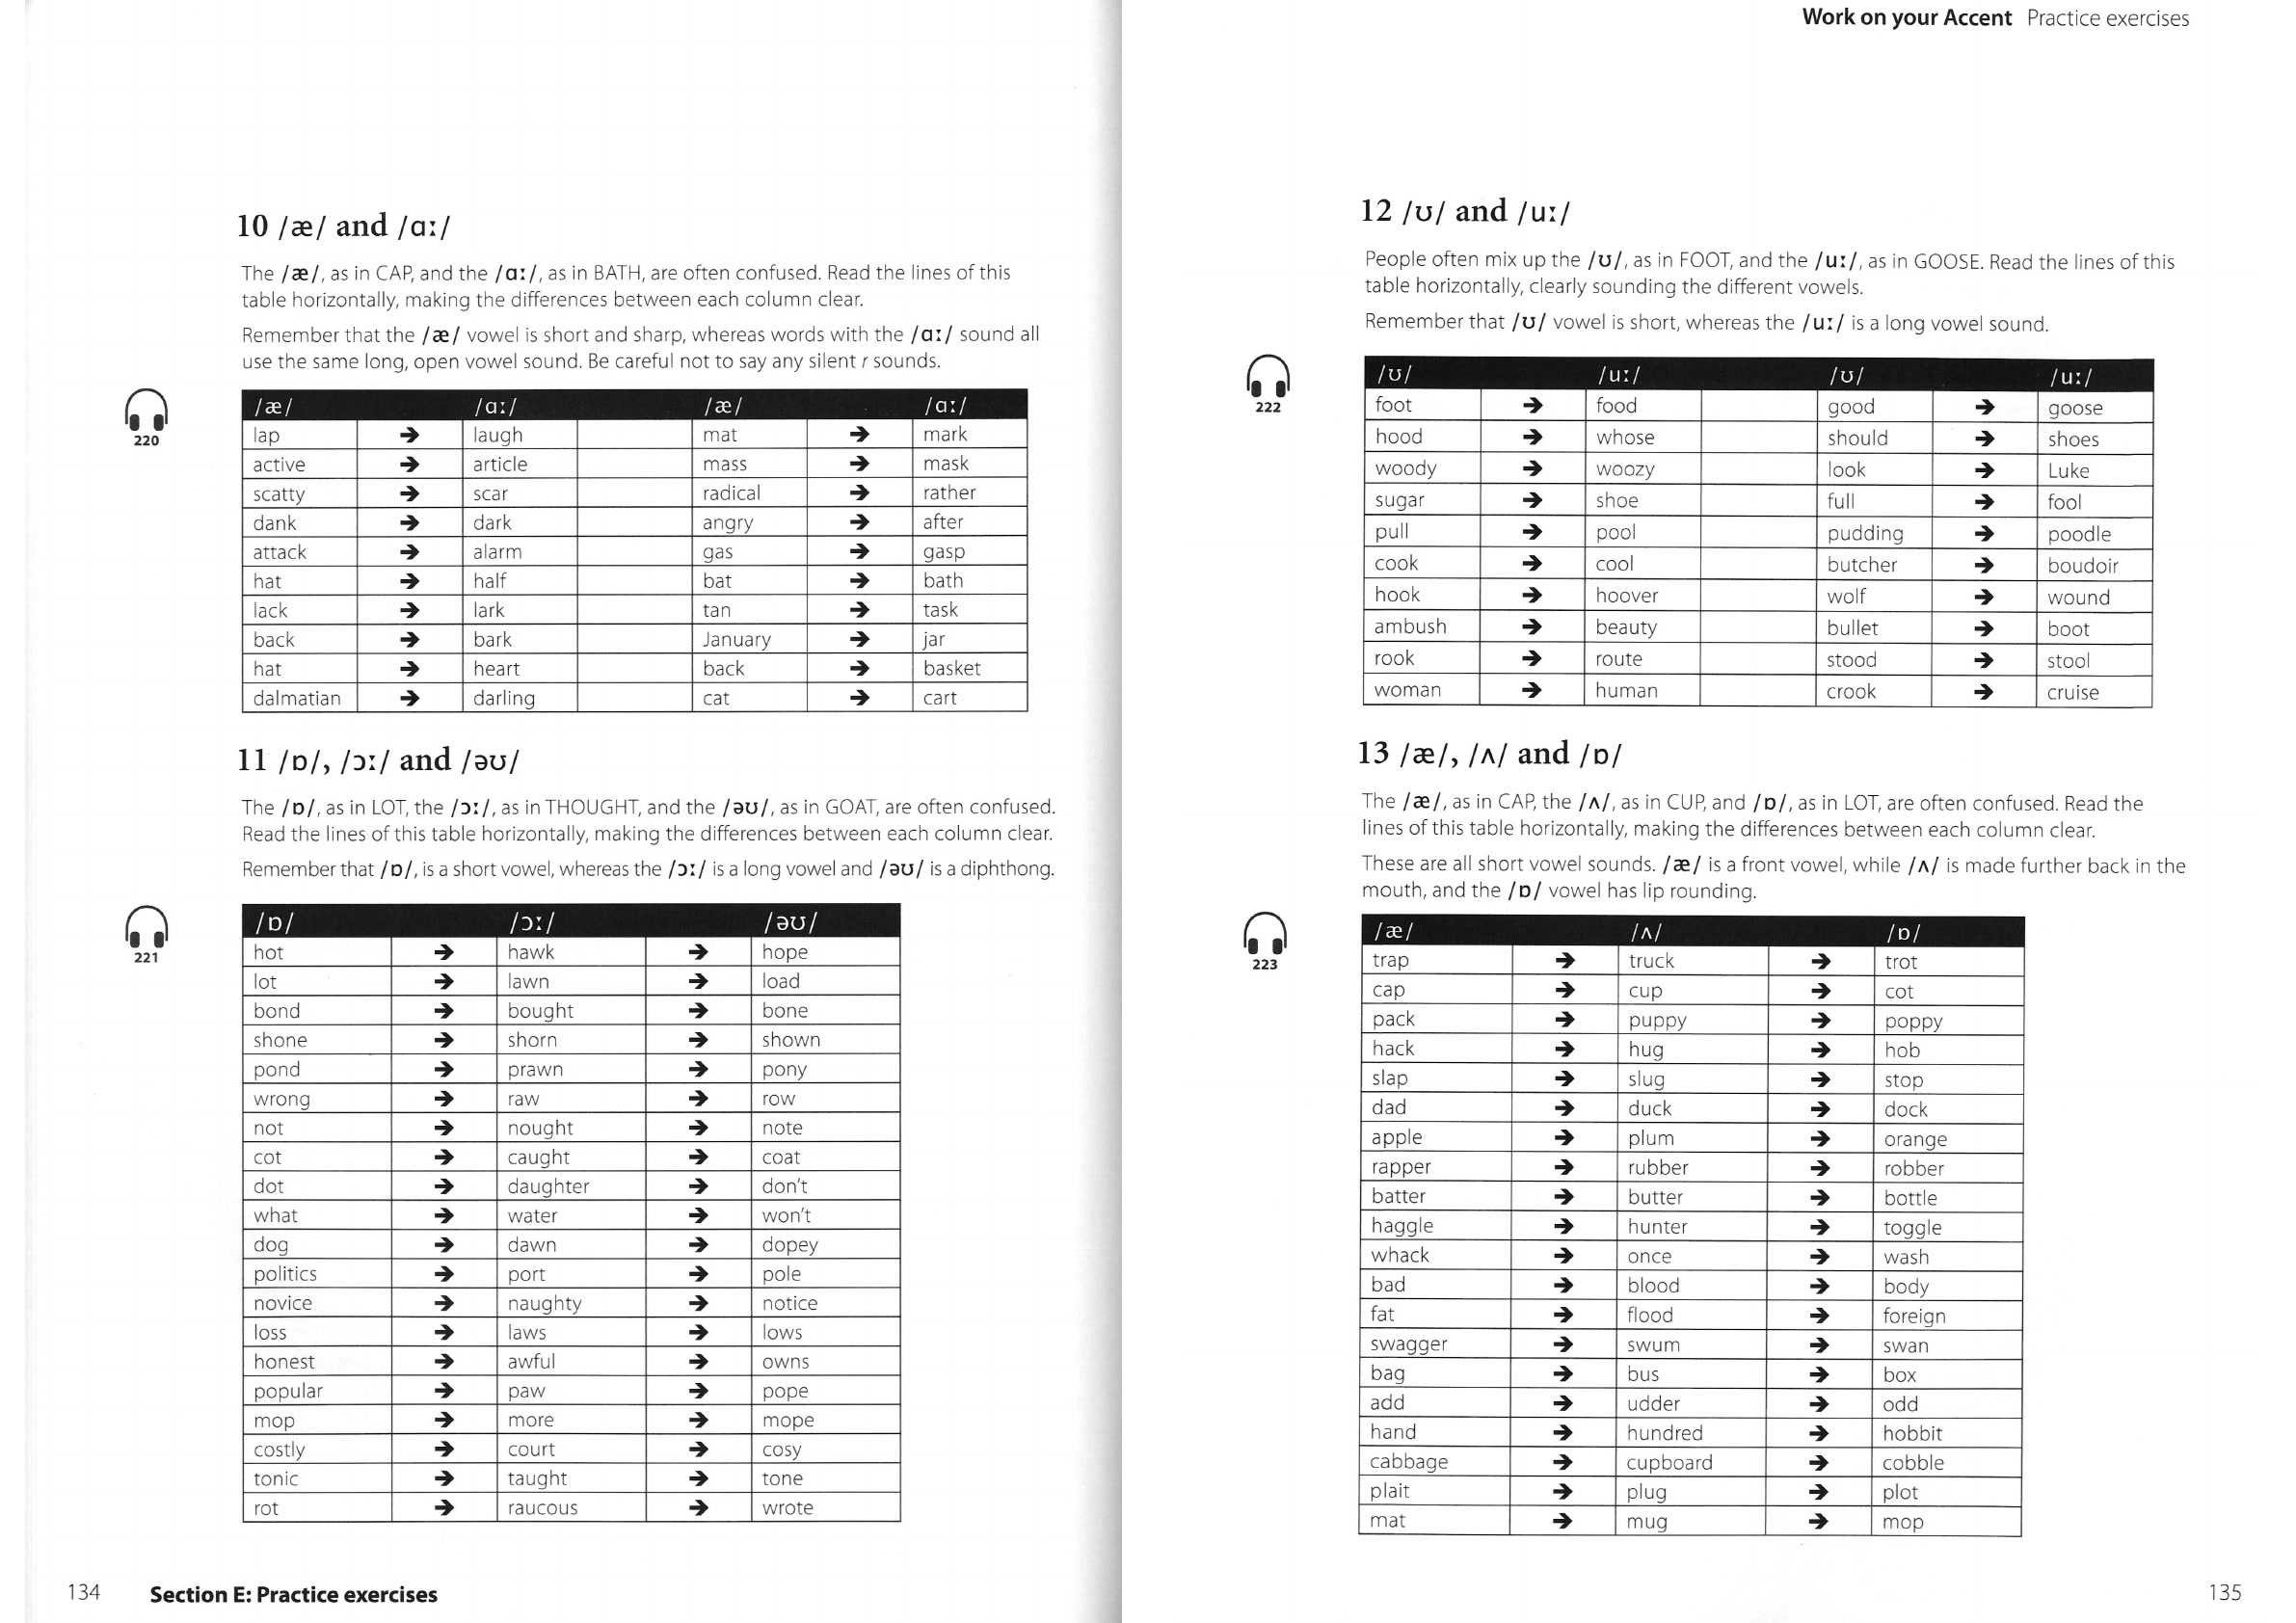 10 /æ/ and /ɑː/
The /æ/, as in CAP, and the /ɑː/, as in BATH, are often confused. Read the lines of this
table horizontally, making the differences between each column clear.
Remember that the /æ/ vowel is short and sharp, whereas words with the /ɑː/ sound all
use the same long, open vowel sound. Be careful not to say any silent r sounds.
220
/æ/ /ɑː/ /æ/ /ɑː/
lap → laugh mat → mark
active → article mass → mask
scatty → scar radical → rather
dank → dark angry → after
attack → alarm gas → gasp
hat → half bat → bath
lack → lark tan → task
back → bark January → jar
hat → heart back → basket
dalmatian → darling cat → cart
11 /ɒ/, /ɔː/ and /əʊ/
The /ɒ/, as in LOT, the /ɔː/, as in THOUGHT, and the /əʊ/, as in GOAT, are often confused.
Read the lines of this table horizontally, making the differences between each column clear.
Remember that /ɒ/, is a short vowel, whereas the /ɔː/ is a long vowel and /əʊ/ is a diphthong.
221
/ɒ/ /ɔː/ /əʊ/
hot → hawk → hope
lot → lawn → load
bond → bought → bone
shone → shorn → shown
pond → prawn → pony
wrong → raw → row
not → nought → note
cot → caught → coat
dot → daughter → don't
what → water → won't
dog → dawn → dopey
politics → port → pole
novice → naughty → notice
loss → laws → lows
honest → awful → owns
popular → paw → pope
mop → more → mope
costly → court → cosy
tonic → taught → tone
rot → raucous → wrote
134 Section E: Practice exercises
Work on your Accent Practice exercises
12 /ʊ/ and /uː/
People often mix up the /ʊ/, as in FOOT, and the /uː/, as in GOOSE. Read the lines of this
table horizontally, clearly sounding the different vowels.
Remember that /ʊ/ vowel is short, whereas the /uː/ is a long vowel sound.
222
/ʊ/ /uː/ /ʊ/ /uː/
foot → food good → goose
hood → whose should → shoes
woody → woozy look → Luke
sugar → shoe full → fool
pull → pool pudding → poodle
cook → cool butcher → boudoir
hook → hoover wolf → wound
ambush → beauty bullet → boot
rook → route stood → stool
woman → human crook → cruise
13 /æ/, /ʌ/ and /ɒ/
The /æ/, as in CAP, the /ʌ/, as in CUP, and /ɒ/, as in LOT, are often confused. Read the
lines of this table horizontally, making the differences between each column clear.
These are all short vowel sounds. /æ/ is a front vowel, while /ʌ/ is made further back in the
mouth, and the /ɒ/ vowel has lip rounding.
223
/æ/ /ʌ/ /ɒ/
trap → truck → trot
cap → cup → cot
pack → puppy → poppy
hack → hug → hob
slap → slug → stop
dad → duck → dock
apple → plum → orange
rapper → rubber → robber
batter → butter → bottle
haggle → hunter → toggle
whack → once → wash
bad → blood → body
fat → flood → foreign
swagger → swum → swan
bag → bus → box
add → udder → odd
hand → hundred → hobbit
cabbage → cupboard → cobble
plait → plug → plot
mat → mug → mop
135